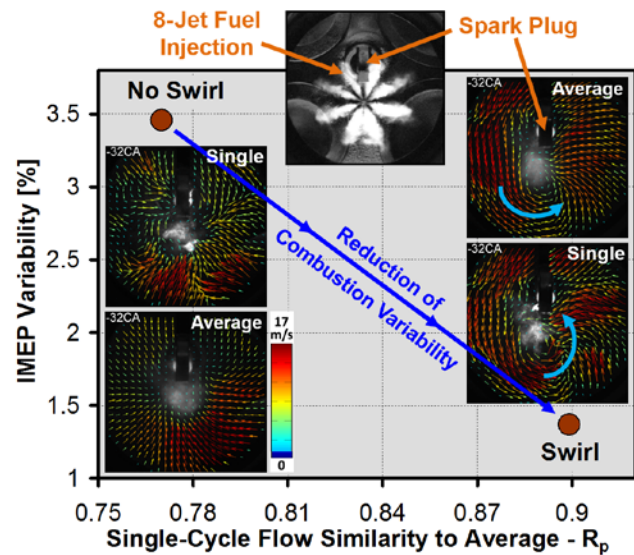 8-Jet Fuel
Injection
Spark Plug
No Swirl
-32CA
Single
-32CA
Average
17
m/s
0
-32CA
Average
-32CA
Single
Reduction of
Combustion Variability
Swirl
IMEP Variability [%]
3.5
3
2.5
2
1.5
1
0.75
0.78
0.81
0.84
0.87
0.9
Single-Cycle Flow Similarity to Average - Rp